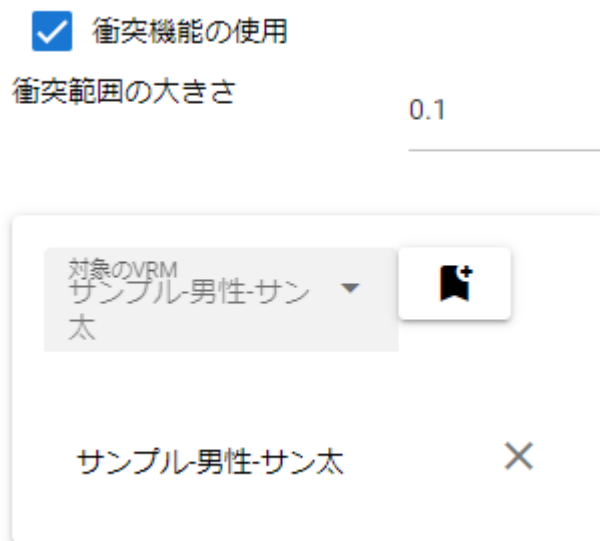 衝突機能の使用
衝突範囲の大きさ
0.1
対象のVRM
サンプル-男性-サン
太
サンプル-男性-サン太